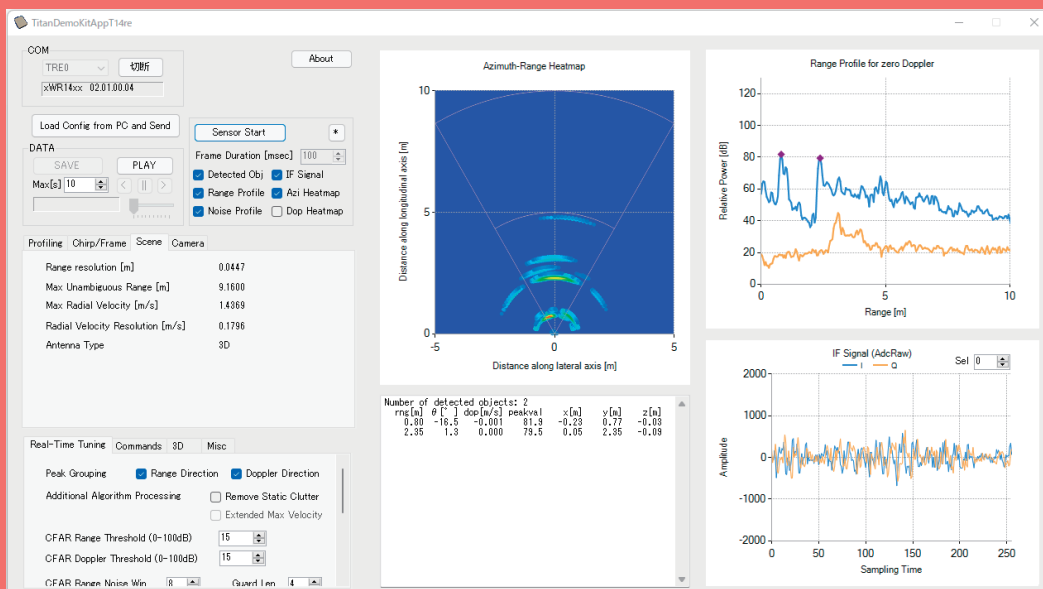 TitanDemoKitAppT14re
COM
TRE0
切断
xWR14xx 02.01.00.04
About
Load Config from PC and Send
DATA
SAVE
PLAY
Max[s] 10
< || >
Sensor Start
*
Frame Duration [msec] 100
Detected Obj IF Signal
Range Profile Azi Heatmap
Noise Profile Dop Heatmap
Profiling Chirp/Frame Scene Camera
Range resolution [m] 0.0447
Max Unambiguous Range [m] 9.1600
Max Radial Velocity [m/s] 1.4369
Radial Velocity Resolution [m/s] 0.1796
Antenna Type 3D
Real-Time Tuning Commands 3D Misc
Peak Grouping Range Direction Doppler Direction
Additional Algorithm Processing Remove Static Clutter
Extended Max Velocity
CFAR Range Threshold (0-100dB) 15
CFAR Doppler Threshold (0-100dB) 15
CFAR Range Noise Win 8 Guard Len 4
Azimuth-Range Heatmap
Distance along longitudinal axis [m]
10
5
0
-5 0 5
Distance along lateral axis [m]
Number of detected objects: 2
rng[m] θ[°] dop[m/s] peakval x[m] y[m] z[m]
0.80 -16.5 -0.001 81.9 -0.23 0.77 -0.03
2.35 1.3 0.000 79.5 0.05 2.35 -0.09
Range Profile for zero Doppler
Relative Power [dB]
120
100
80
60
40
20
0
0 5 10
Range [m]
IF Signal (AdcRaw)
I Q
Sel 0
Amplitude
2000
1000
0
-1000
-2000
0 50 100 150 200 250
Sampling Time